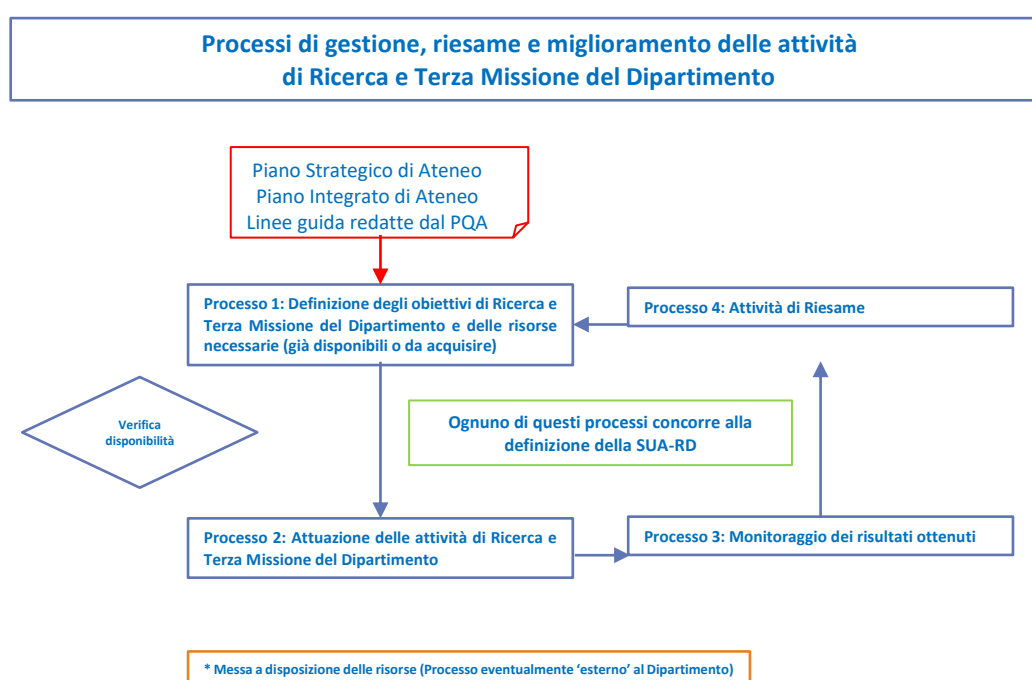 Processi di gestione, riesame e miglioramento delle attività
di Ricerca e Terza Missione del Dipartimento
Piano Strategico di Ateneo
Piano Integrato di Ateneo
Linee guida redatte dal PQA
Processo 1: Definizione degli obiettivi di Ricerca e
Terza Missione del Dipartimento e delle risorse
necessarie (già disponibili o da acquisire)
Processo 4: Attività di Riesame
Verifica
disponibilità
Ognuno di questi processi concorre alla
definizione della SUA-RD
Processo 2: Attuazione delle attività di Ricerca e
Terza Missione del Dipartimento
Processo 3: Monitoraggio dei risultati ottenuti
* Messa a disposizione delle risorse (Processo eventualmente ‘esterno’ al Dipartimento)